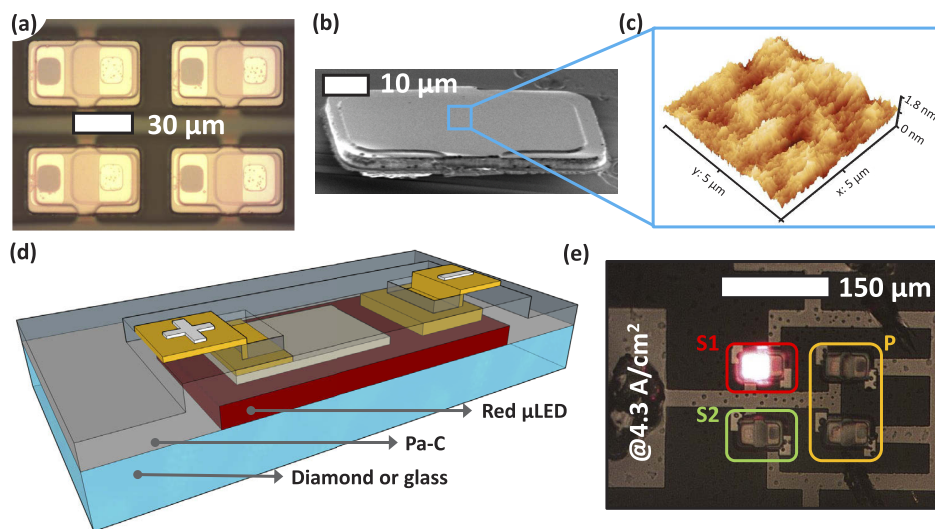 (a)
30 µm
(b)
10 µm
(c)
1.8 nm
0 nm
y: 5 µm
x: 5 µm
(d)
Red µLED
Pa-C
Diamond or glass
(e)
150 µm
@4.3 A/cm²
S1
P
S2